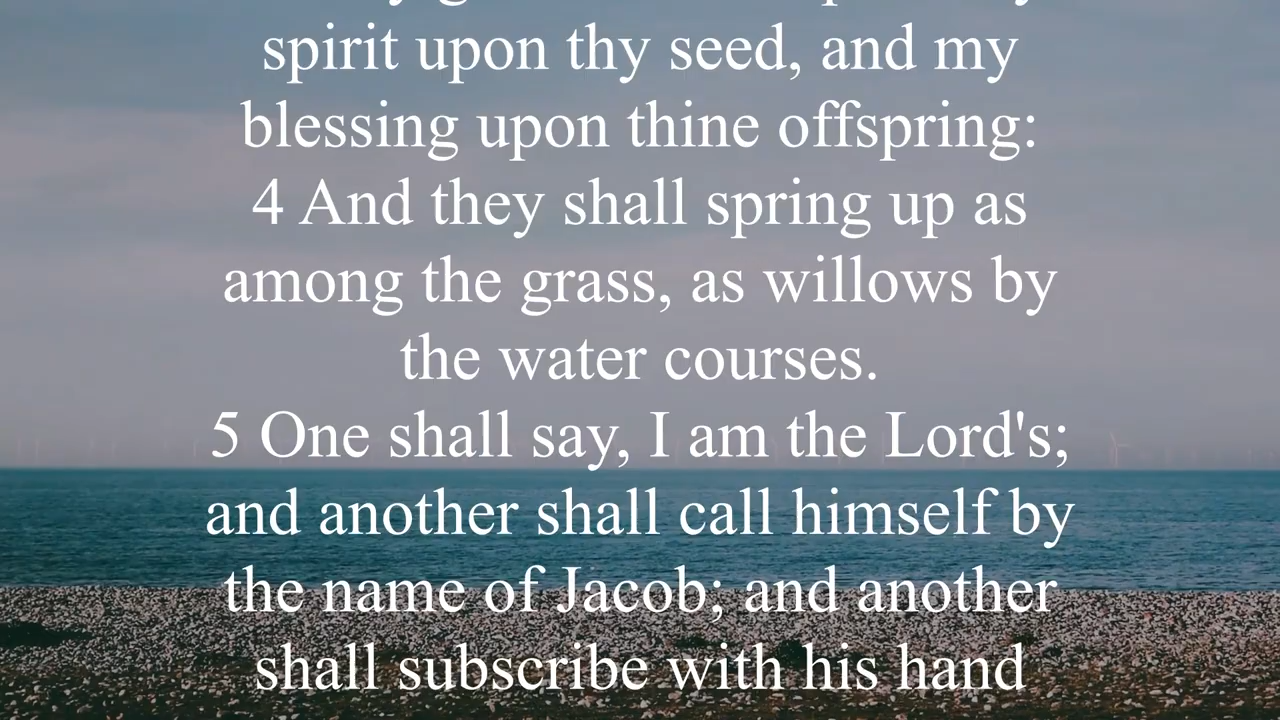 spirit upon thy seed, and my
blessing upon thine offspring:
4 And they shall spring up as
among the grass, as willows by
the water courses.
5 One shall say, I am the Lord's;
and another shall call himself by
the name of Jacob; and another
shall subscribe with his hand